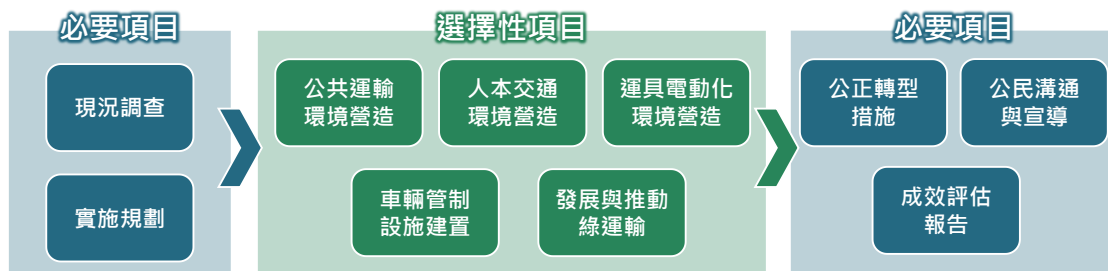 必要項目
現況調查
實施規劃
選擇性項目
公共運輸
環境營造
人本交通
環境營造
運具電動化
環境營造
車輛管制
設施建置
發展與推動
綠運輸
必要項目
公正轉型
措施
公民溝通
與宣導
成效評估
報告